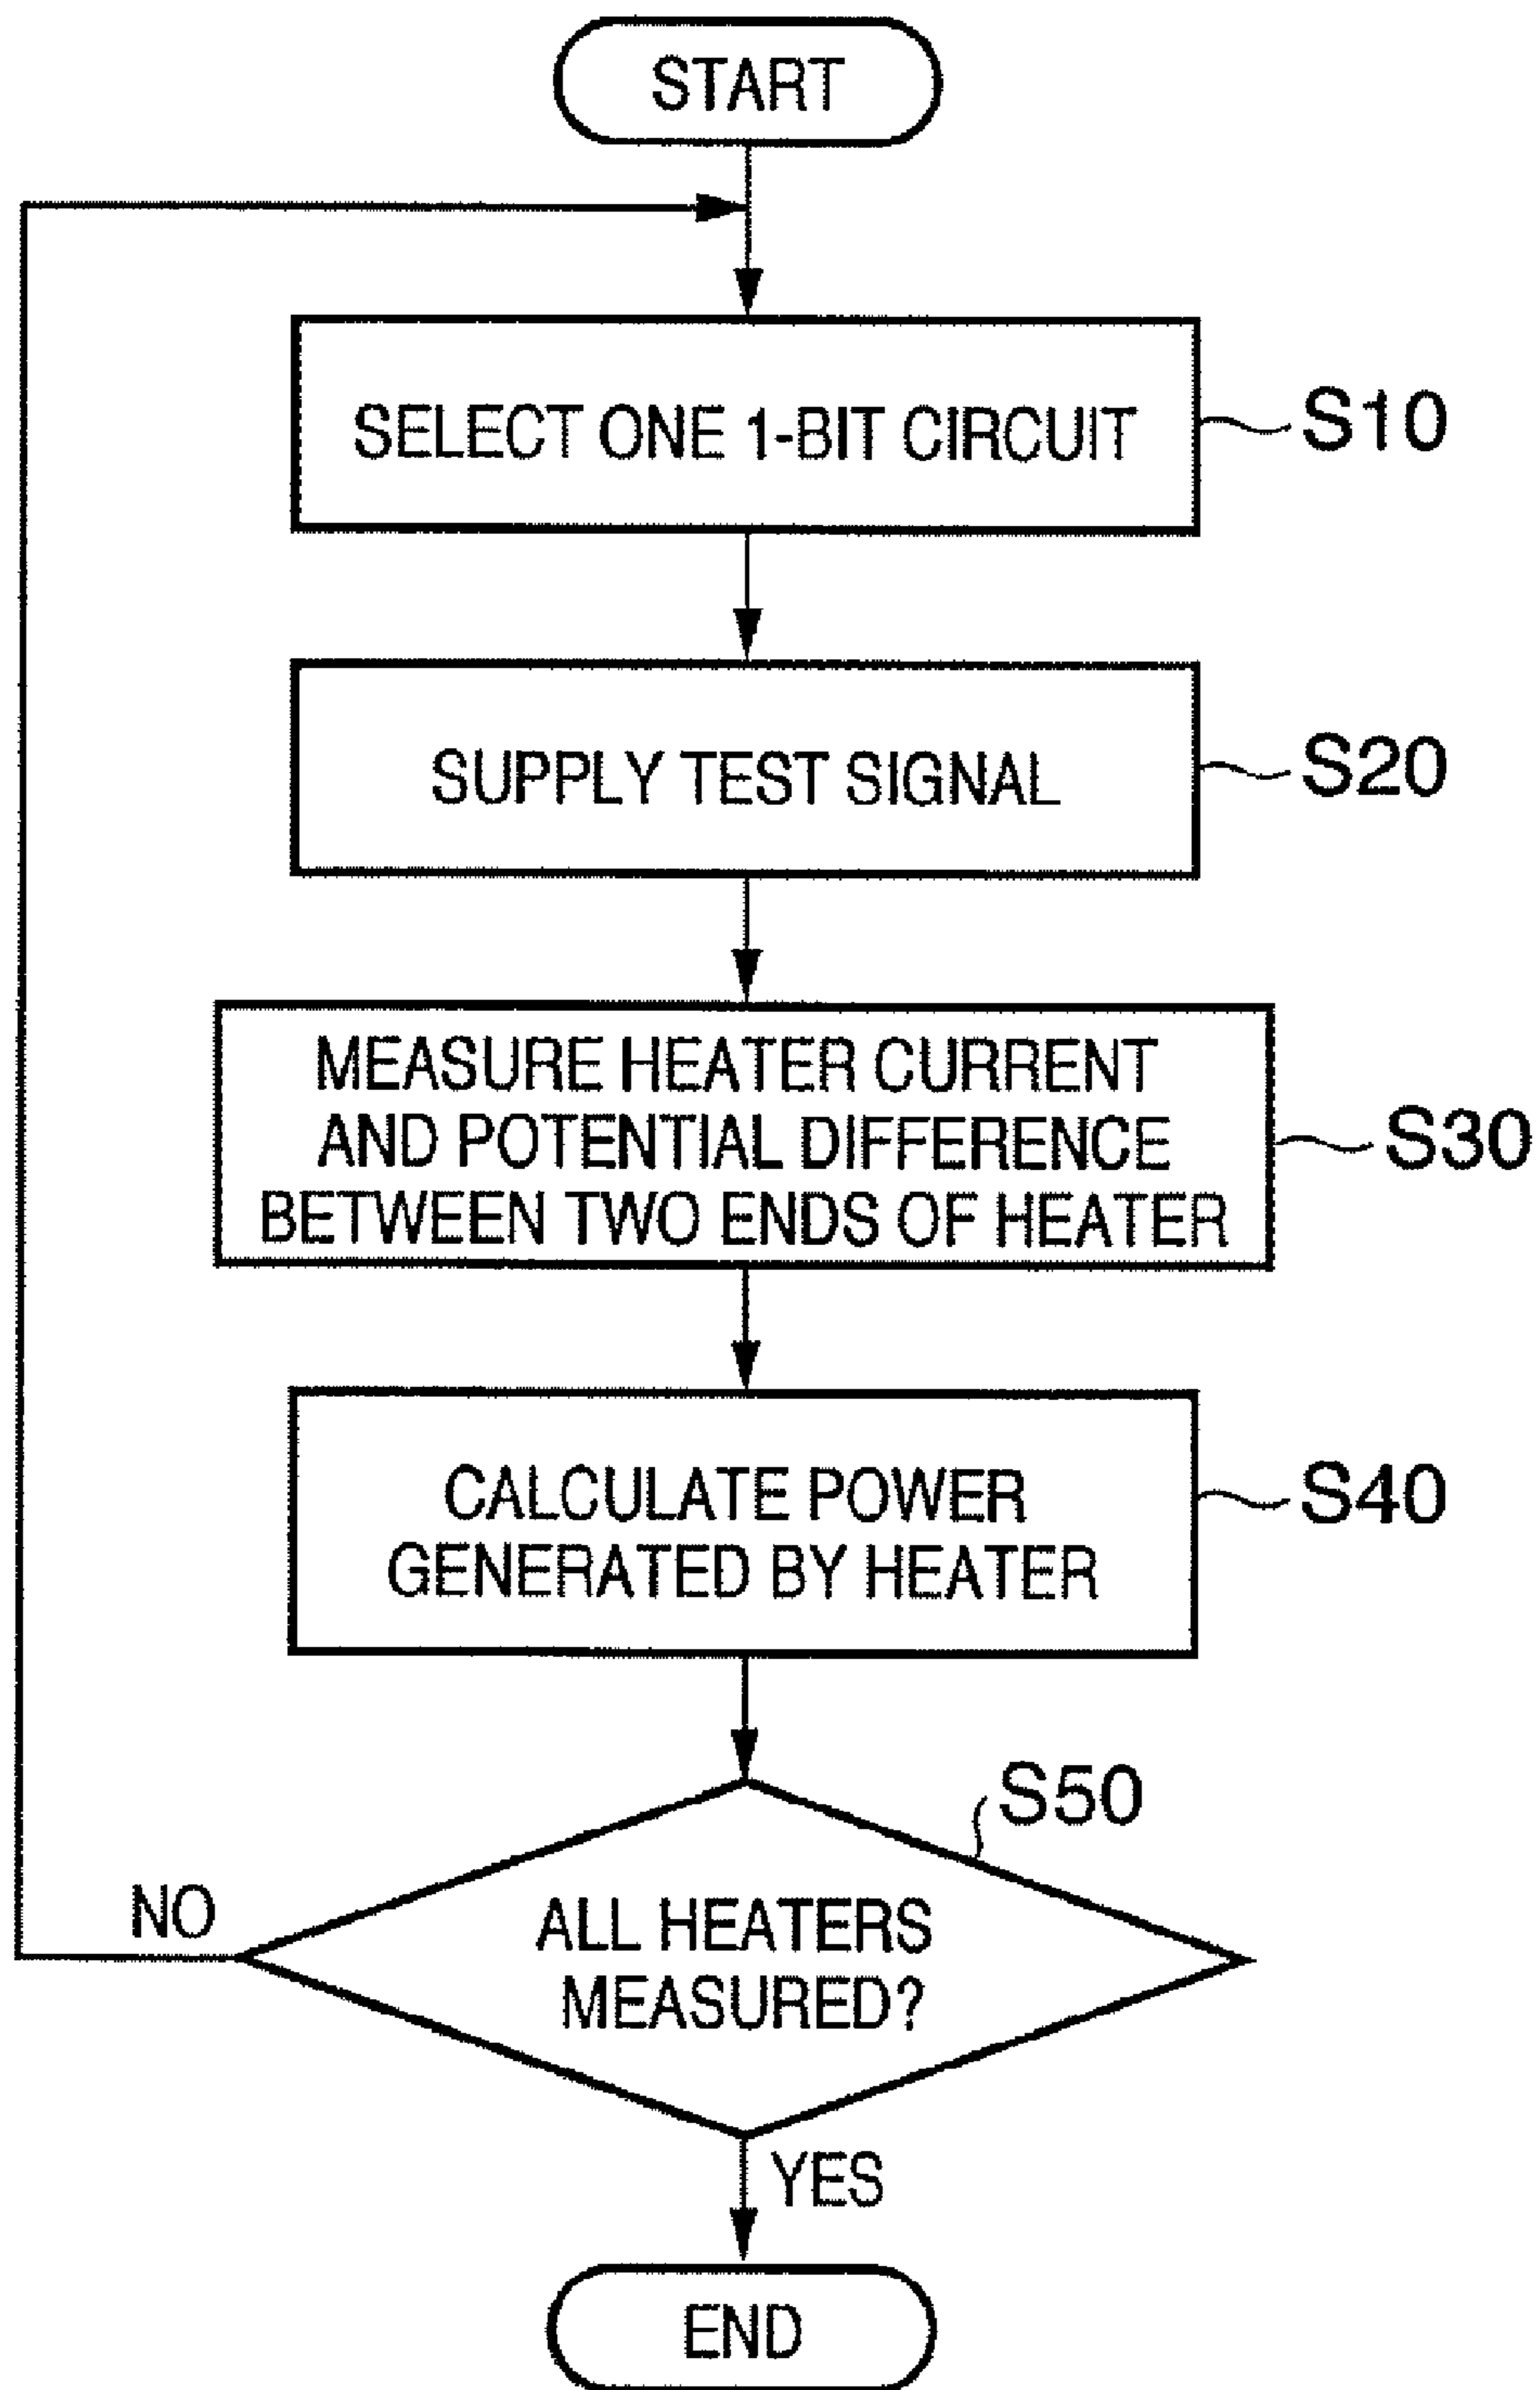 START
SELECT ONE 1-BIT CIRCUIT
S10
SUPPLY TEST SIGNAL
S20
MEASURE HEATER CURRENT
AND POTENTIAL DIFFERENCE
BETWEEN TWO ENDS OF HEATER
S30
CALCULATE POWER
GENERATED BY HEATER
S40
S50
ALL HEATERS
MEASURED?
NO
YES
END